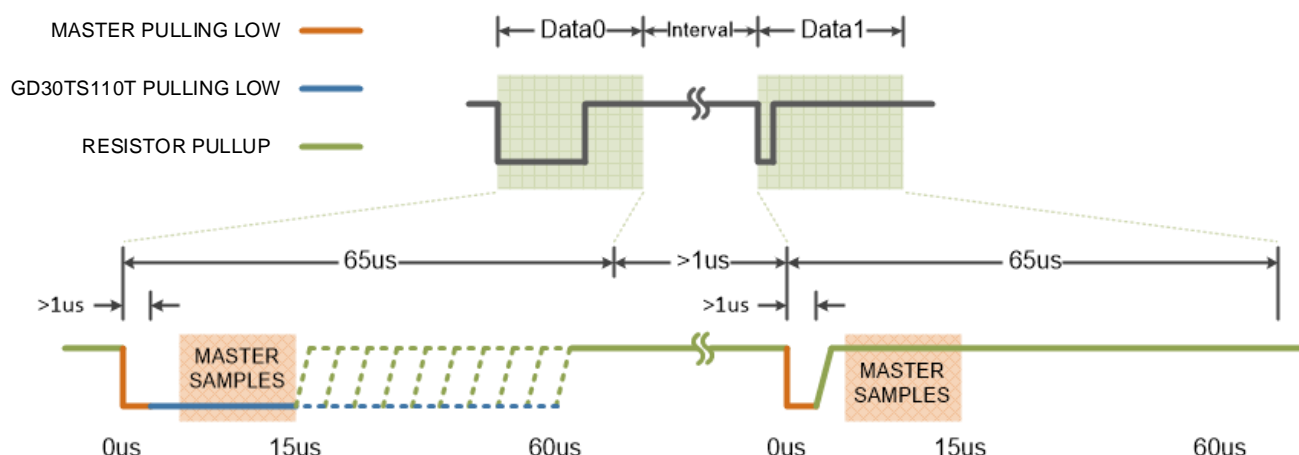 MASTER PULLING LOW
GD30TS110T PULLING LOW
RESISTOR PULLUP
Data0
Interval
Data1
65us
>1us
65us
>1us
>1us
MASTER
SAMPLES
MASTER
SAMPLES
0us
15us
60us
0us
15us
60us